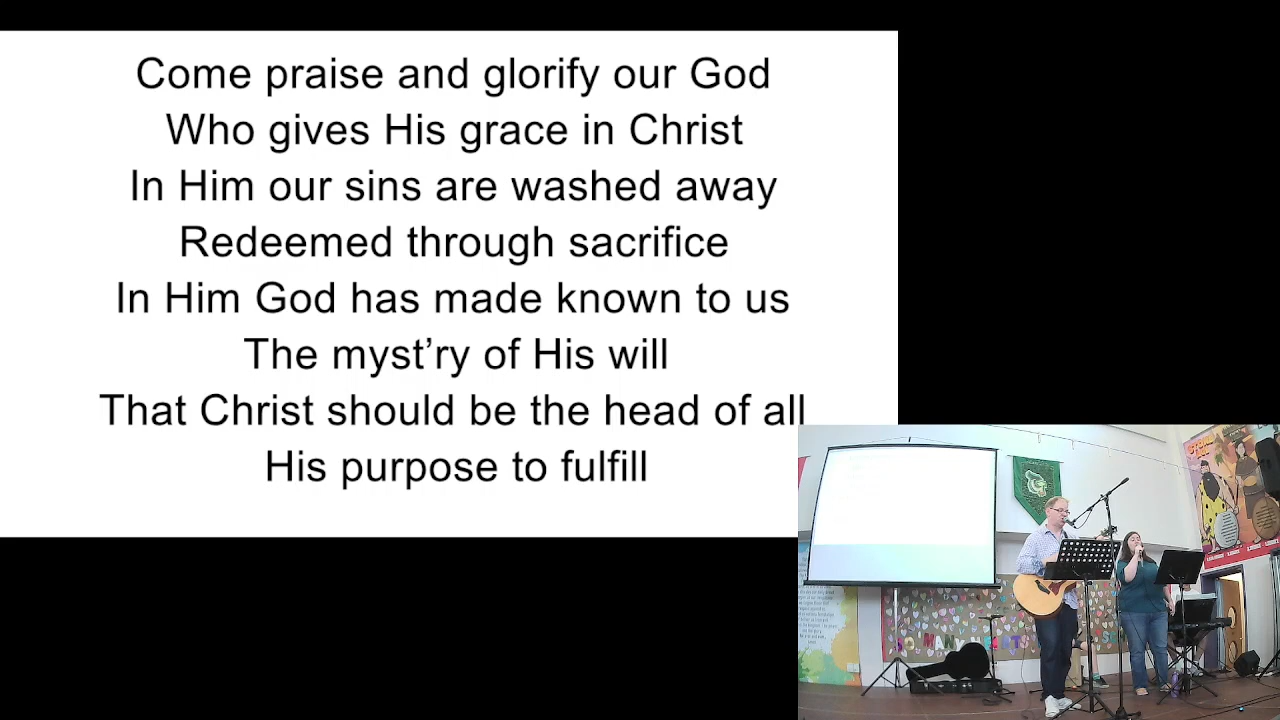 Come praise and glorify our God
Who gives His grace in Christ
In Him our sins are washed away
Redeemed through sacrifice
In Him God has made known to us
The myst’ry of His will
That Christ should be the head of all
His purpose to fulfill